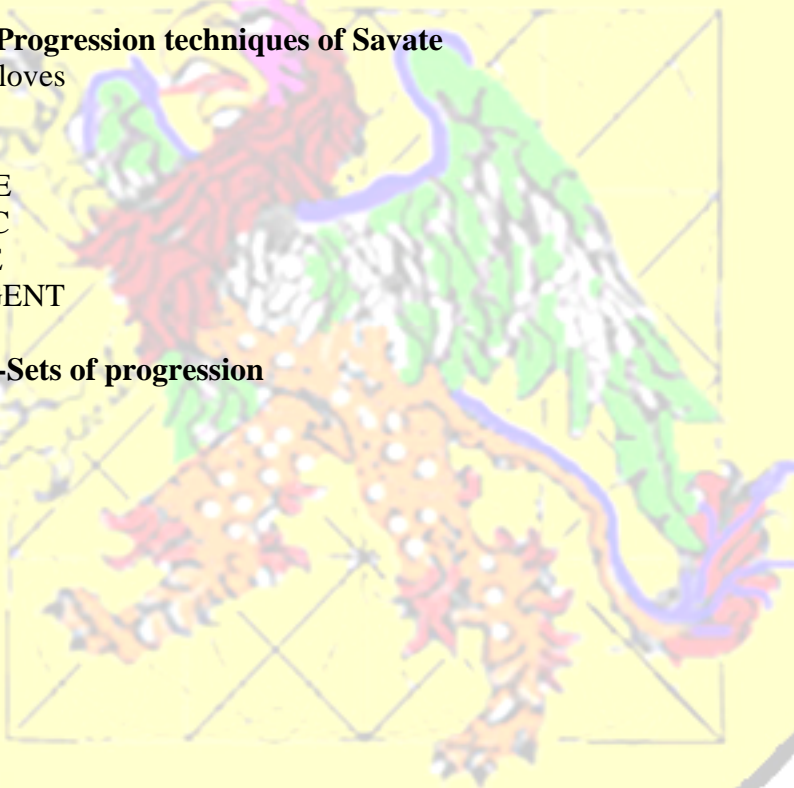 Progression techniques of Savate
loves
E
C
E
GENT
-Sets of progression